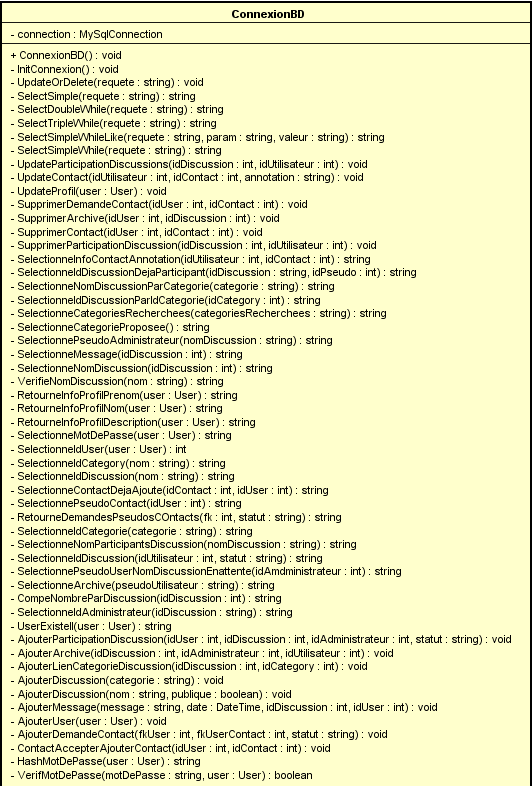 ConnexionBD
- connection : MySqlConnection
+ ConnexionBD() : void
- InitConnexion() : void
- UpdateOrDelete(requete : string) : void
- SelectSimple(requete : string) : string
- SelectDoubleWhile(requete : string) : string
- SelectTripleWhile(requete : string) : string
- SelectSimpleWhileLike(requete : string, param : string, valeur : string) : string
- SelectSimpleWhile(requete : string) : string
- UpdateParticipationDiscussions(idDiscussion : int, idUtilisateur : int) : void
- UpdateContact(idUtilisateur : int, idContact : int, annotation : string) : void
- UpdateProfil(user : User) : void
- SupprimerDemandeContact(idUser : int, idContact : int) : void
- SupprimerArchive(idUser : int, idDiscussion : int) : void
- SupprimerContact(idUser : int, idContact : int) : void
- SupprimerParticipationDiscussion(idDiscussion : int, idUtilisateur : int) : void
- SelectionneInfoContactAnnotation(idUtilisateur : int, idContact : int) : string
- SelectionneIdDiscussionDejaParticipant(idDiscussion : string, idPseudo : int) : string
- SelectionneNomDiscussionParCategorie(categorie : string) : string
- SelectionneIdDiscussionParIdCategorie(idCategory : int) : string
- SelectionneCategoriesRecherchees(categoriesRecherchees : string) : string
- SelectionneCategorieProposee() : string
- SelectionnePseudoAdministrateur(nomDiscussion : string) : string
- SelectionneMessage(idDiscussion : int) : string
- SelectionneNomDiscussion(idDiscussion : int) : string
- VerifieNomDiscussion(nom : string) : string
- RetourneInfoProfilPrenom(user : User) : string
- RetourneInfoProfilNom(user : User) : string
- RetourneInfoProfilDescription(user : User) : string
- SelectionneMotDePasse(user : User) : string
- SelectionneIdUser(user : User) : int
- SelectionneIdCategory(nom : string) : string
- SelectionneIdDiscussion(nom : string) : string
- SelectionneContactDejaAjoute(idContact : int, idUser : int) : string
- SelectionnePseudoContact(idUser : int) : string
- RetourneDemandesPseudosCOntacts(fk : int, statut : string) : string
- SelectionneIdCategorie(categorie : string) : string
- SelectionneNomParticipantsDiscussion(nomDiscussion : string) : string
- SelectionneIdDiscussion(idUtilisateur : int, statut : string) : string
- SelectionnePseudoUserNomDiscussionEnattente(idAmdministrateur : int) : string
- SelectionneArchive(pseudoUtilisateur : string) : string
- CompeNombreParDiscussion(idDiscussion : int) : string
- SelectionneIdAdministrateur(idDiscussion : string) : string
- UserExistell(user : User) : string
- AjouterParticipationDiscussion(idUser : int, idDiscussion : int, idAdministrateur : int, statut : string) : void
- AjouterArchive(idDiscussion : int, idAdministrateur : int, idUtilisateur : int) : void
- AjouterLienCategorieDiscussion(idDiscussion : int, idCategory : int) : void
- AjouterDiscussion(categorie : string) : void
- AjouterDiscussion(nom : string, publique : boolean) : void
- AjouterMessage(message : string, date : DateTime, idDiscussion : int, idUser : int) : void
- AjouterUser(user : User) : void
- AjouterDemandeContact(fkUser : int, fkUserContact : int, statut : string) : void
- ContactAccepterAjouterContact(idUser : int, idContact : int) : void
- HashMotDePasse(user : User) : string
- VerifMotDePasse(motDePasse : string, user : User) : boolean